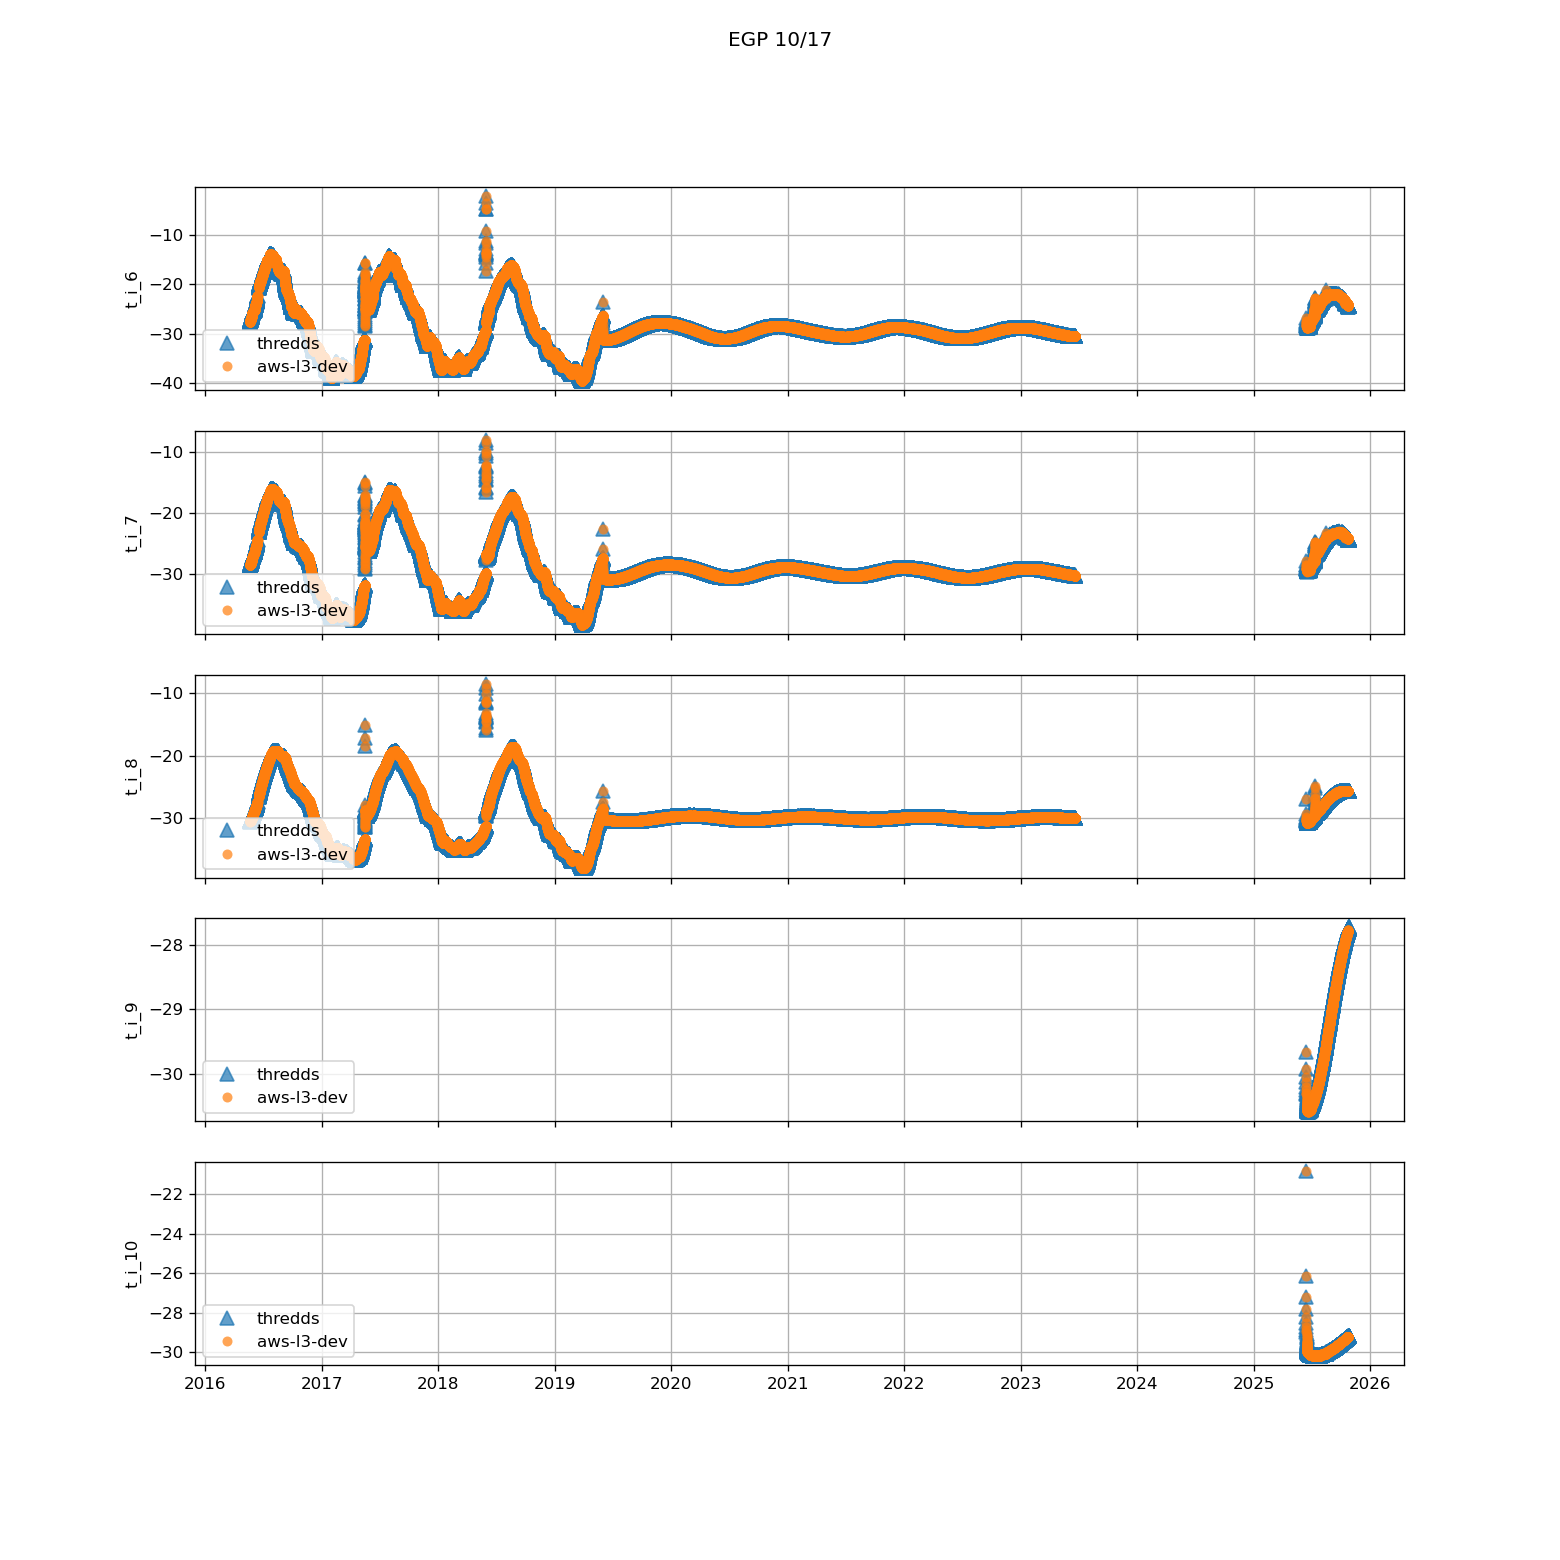 EGP 10/17
−10
−20
−30
−40
t_i_6
thredds
aws-l3-dev
−10
−20
−30
t_i_7
thredds
aws-l3-dev
−10
−20
−30
t_i_8
thredds
aws-l3-dev
−28
−29
−30
t_i_9
thredds
aws-l3-dev
−22
−24
−26
−28
−30
t_i_10
thredds
aws-l3-dev
2016 2017 2018 2019 2020 2021 2022 2023 2024 2025 2026